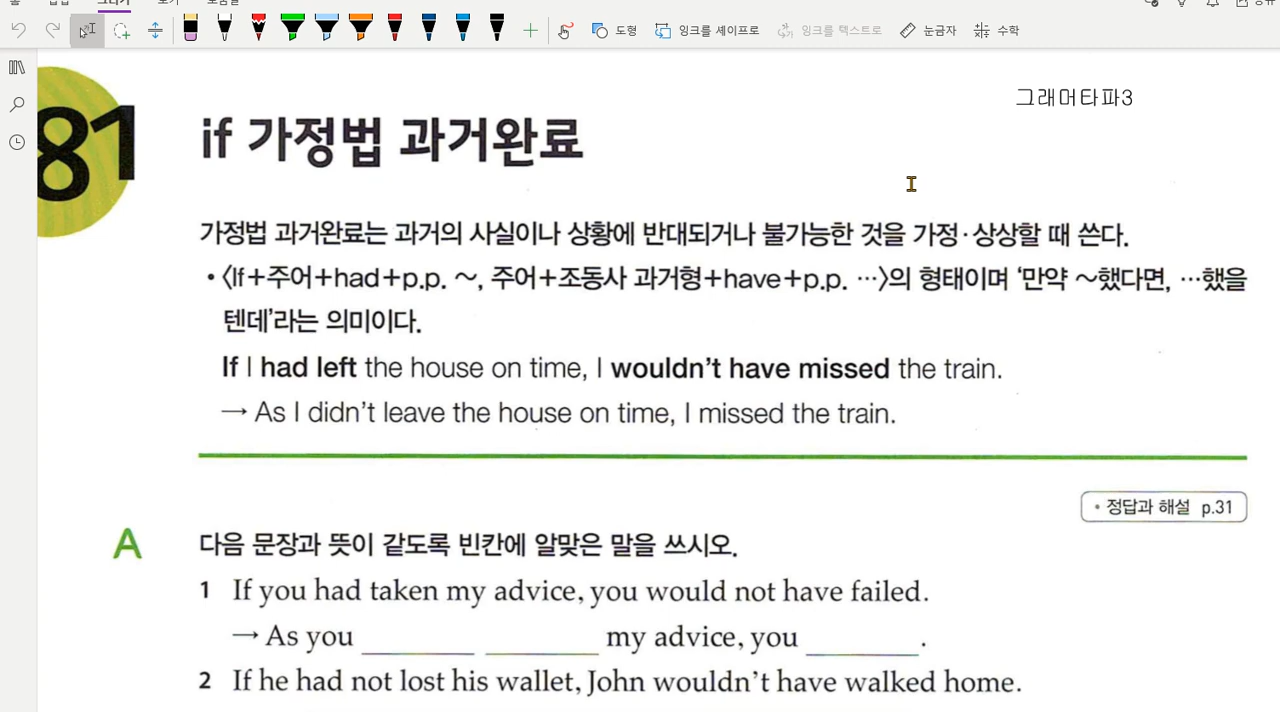 그리기
도형
잉크를 셰이프로
잉크를 텍스트로
눈금자
수학
그래머타파3
81
if 가정법 과거완료
가정법 과거완료는 과거의 사실이나 상황에 반대되거나 불가능한 것을 가정·상상할 때 쓴다.
• 〈If+주어+had+p.p. ~, 주어+조동사 과거형+have+p.p. …〉의 형태이며 ‘만약 ~했다면, …했을
텐데’라는 의미이다.
If I had left the house on time, I wouldn’t have missed the train.
→ As I didn’t leave the house on time, I missed the train.
• 정답과 해설 p.31
A 다음 문장과 뜻이 같도록 빈칸에 알맞은 말을 쓰시오.
1 If you had taken my advice, you would not have failed.
→ As you ________ ________ my advice, you ________.
2 If he had not lost his wallet, John wouldn’t have walked home.